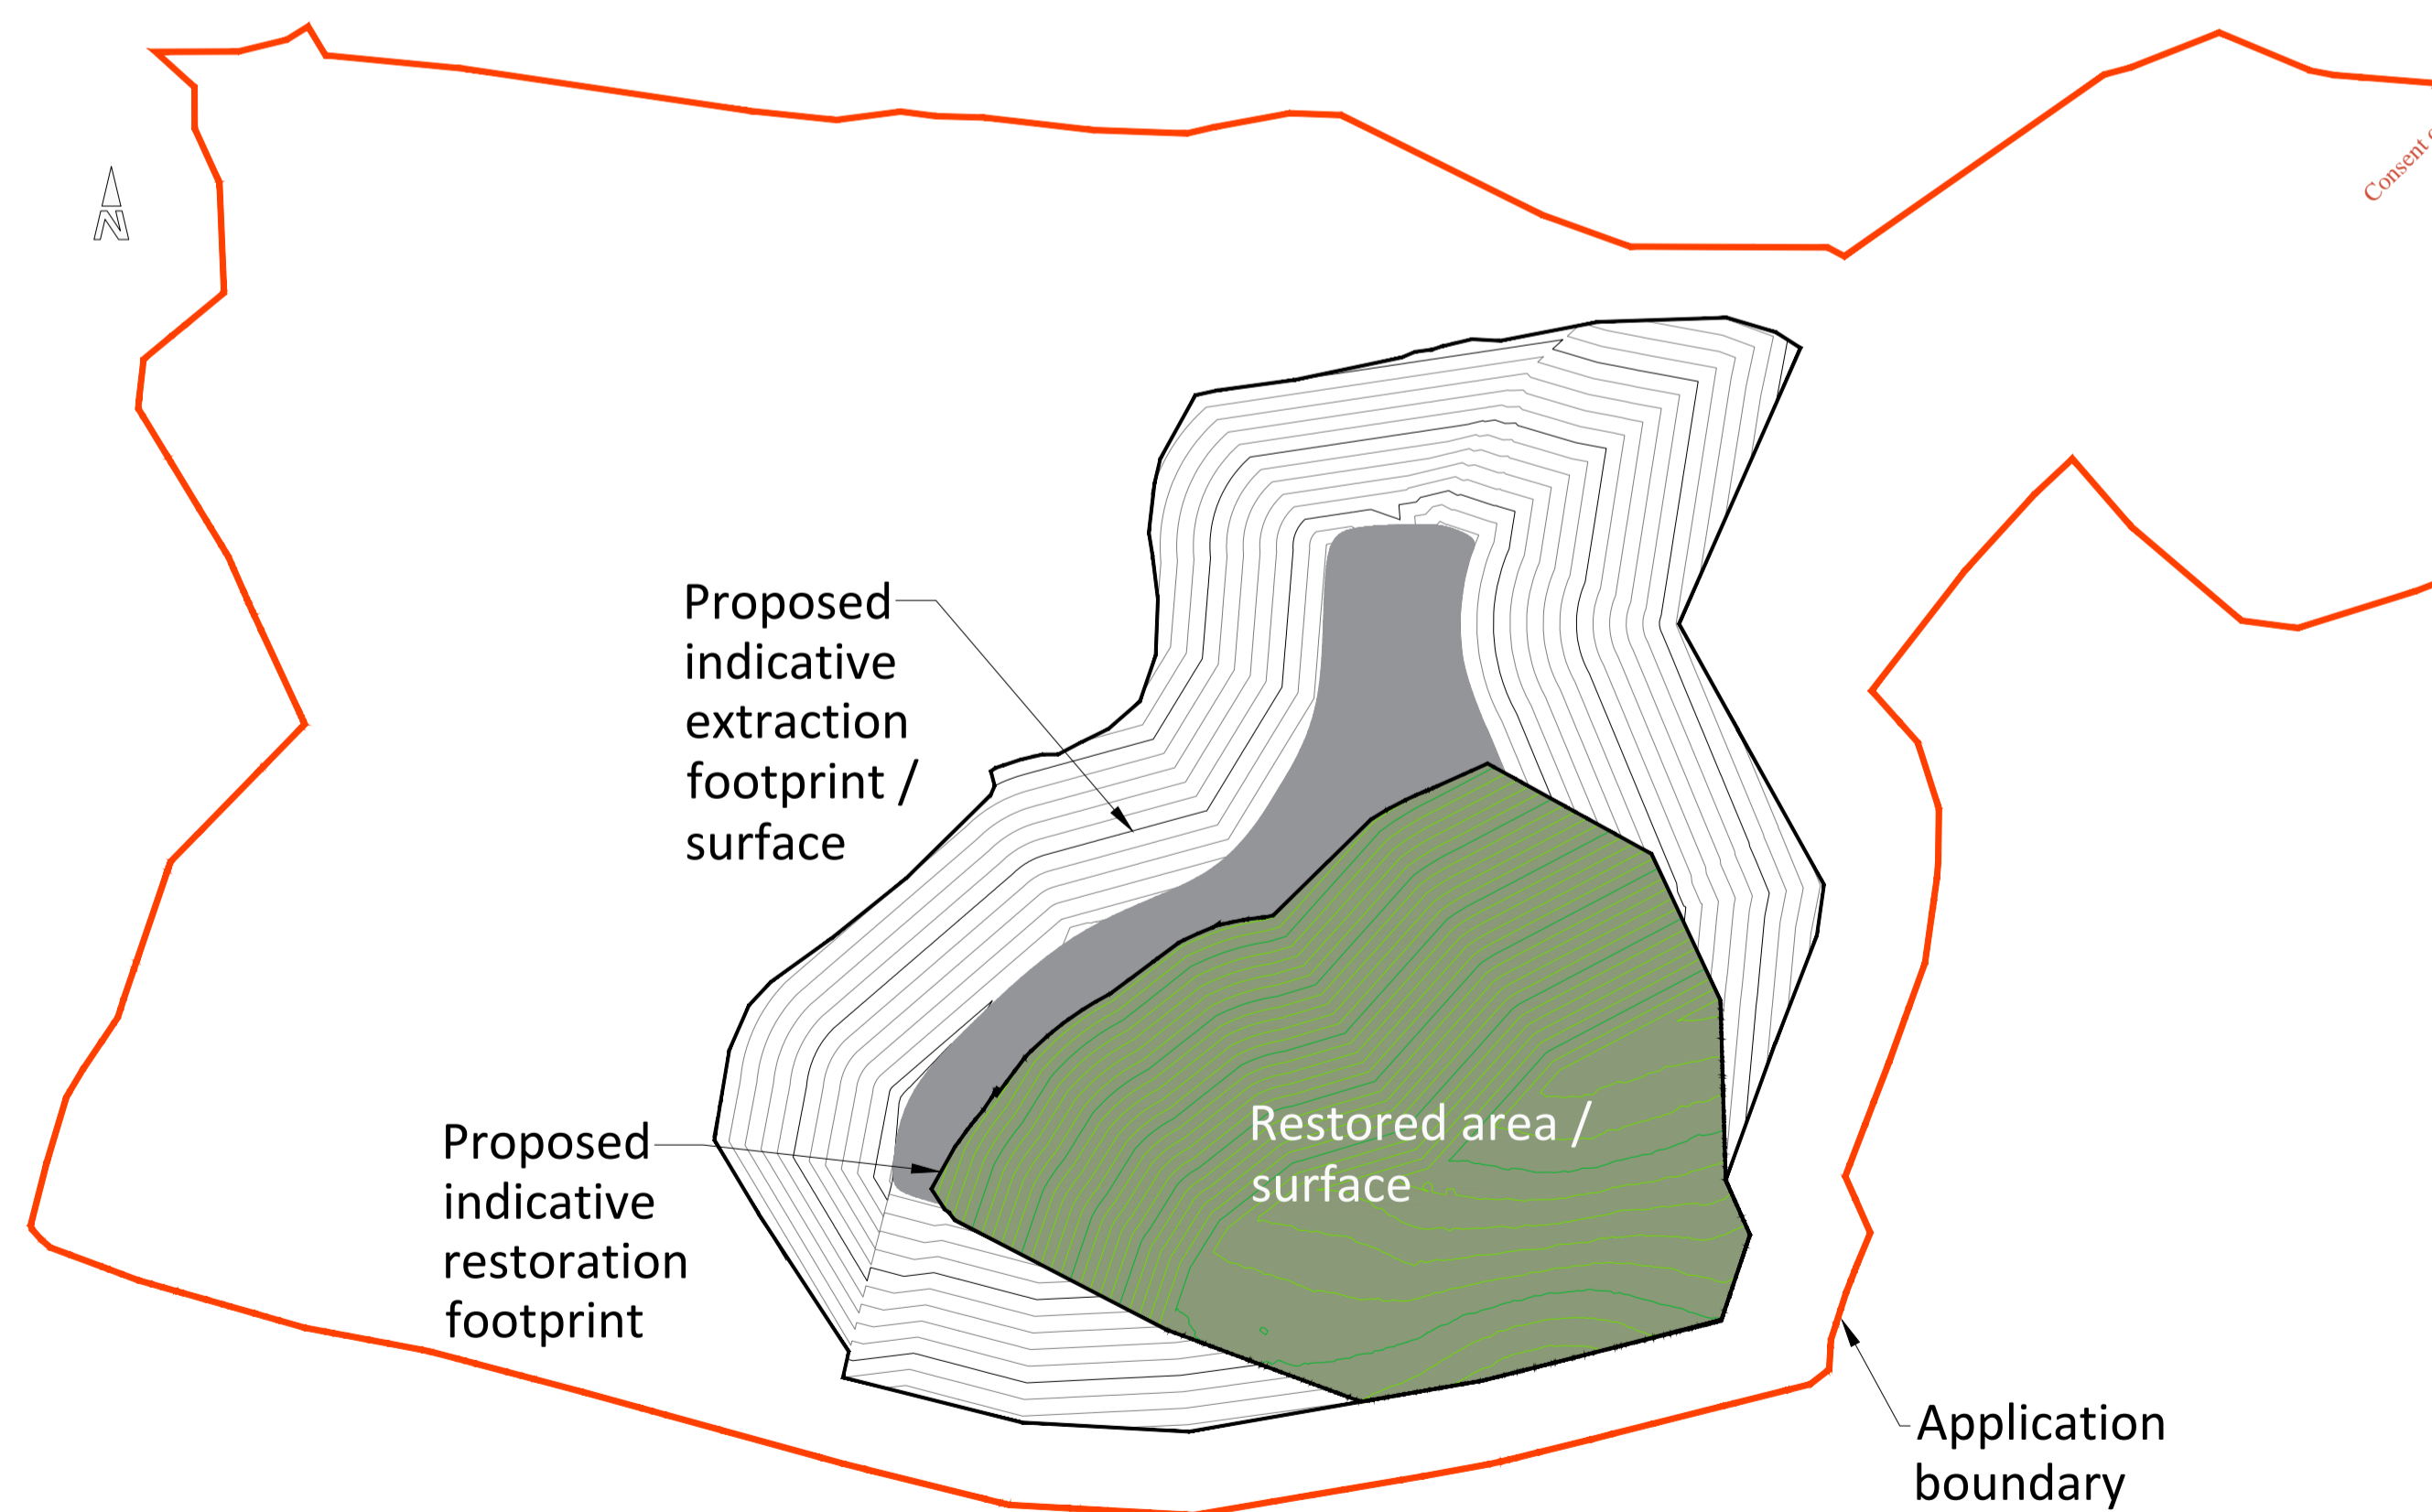 N
Consent
Proposed
indicative
extraction
footprint /
surface
Proposed
indicative
restoration
footprint
Restored area /
surface
Application
boundary